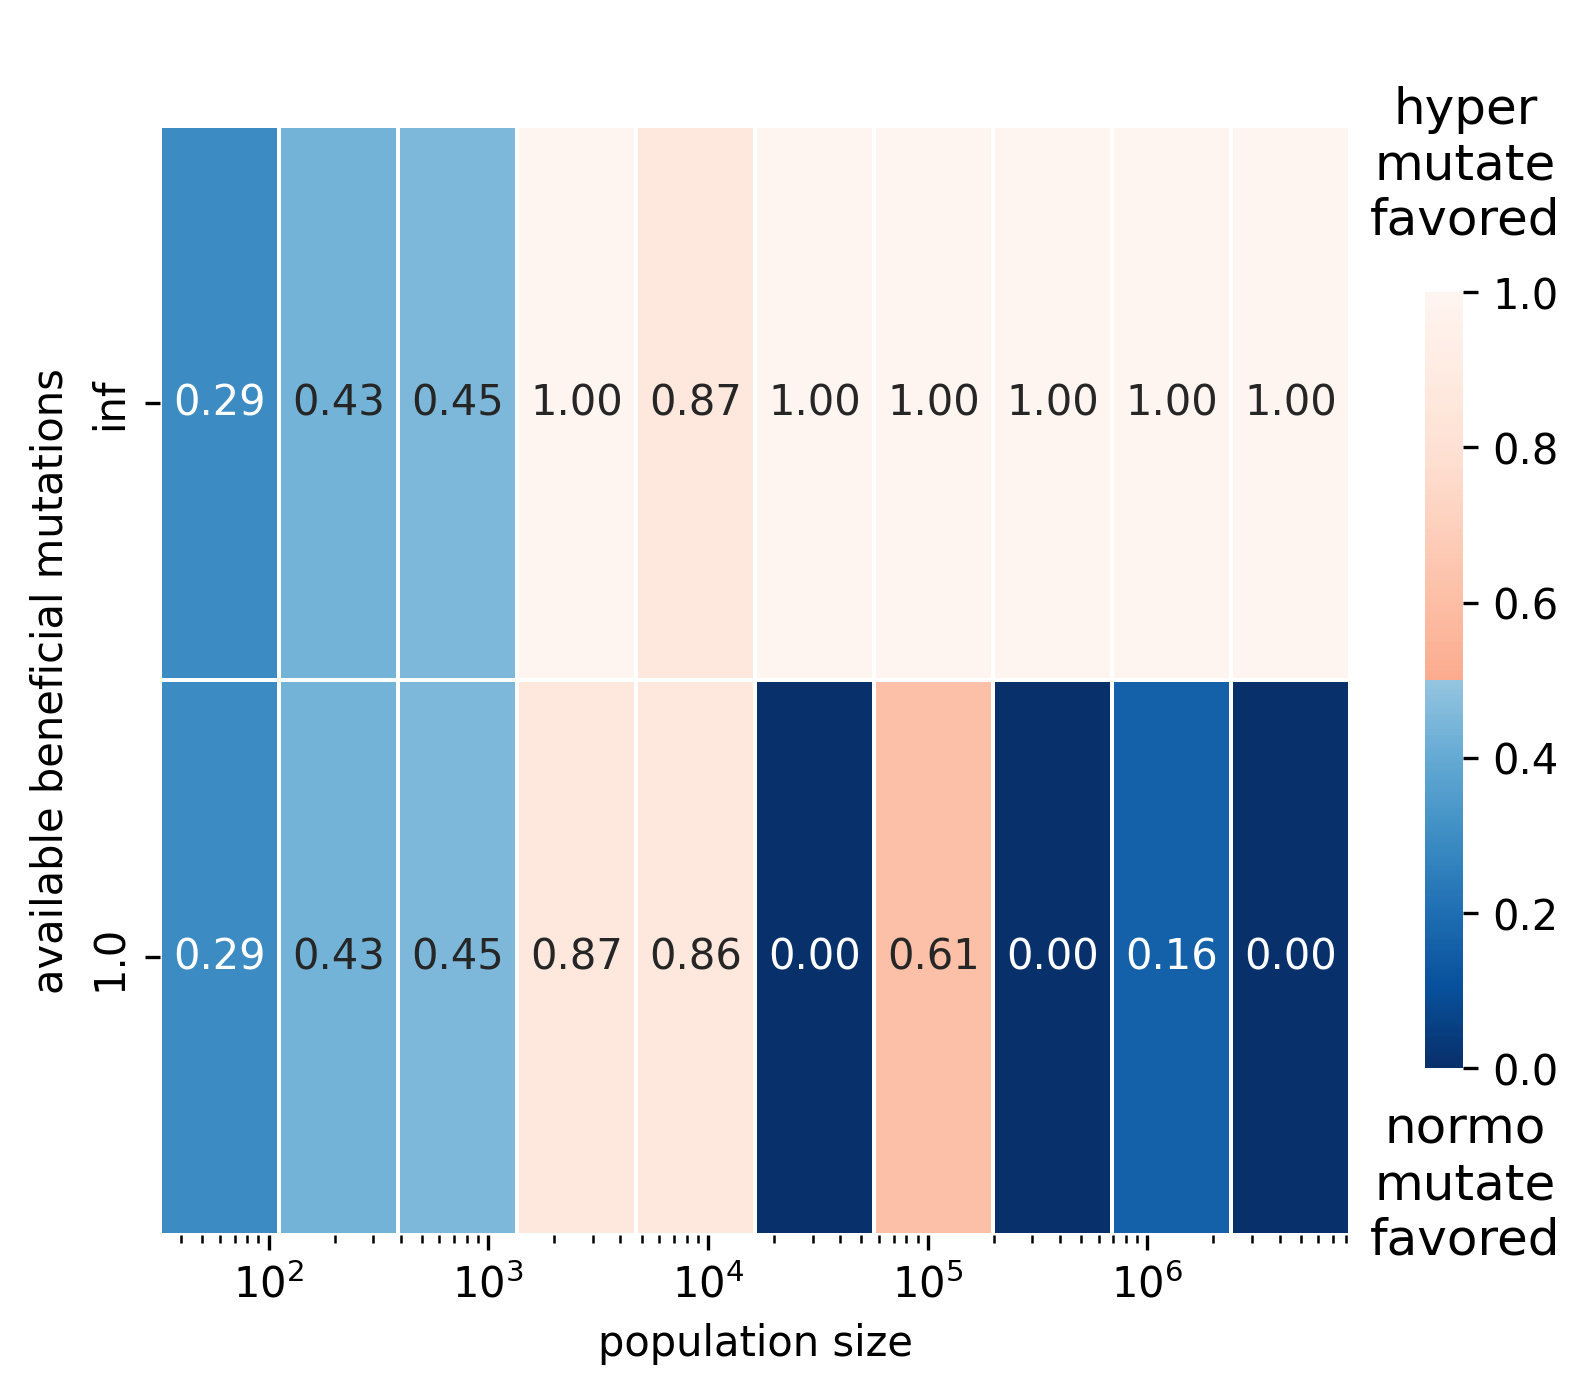 hyper
mutate
favored
available beneficial mutations
inf
0.29 0.43 0.45 1.00 0.87 1.00 1.00 1.00 1.00 1.00
1.0
0.29 0.43 0.45 0.87 0.86 0.00 0.61 0.00 0.16 0.00
1.0
0.8
0.6
0.4
0.2
0.0
normo
mutate
favored
10² 10³ 10⁴ 10⁵ 10⁶
population size